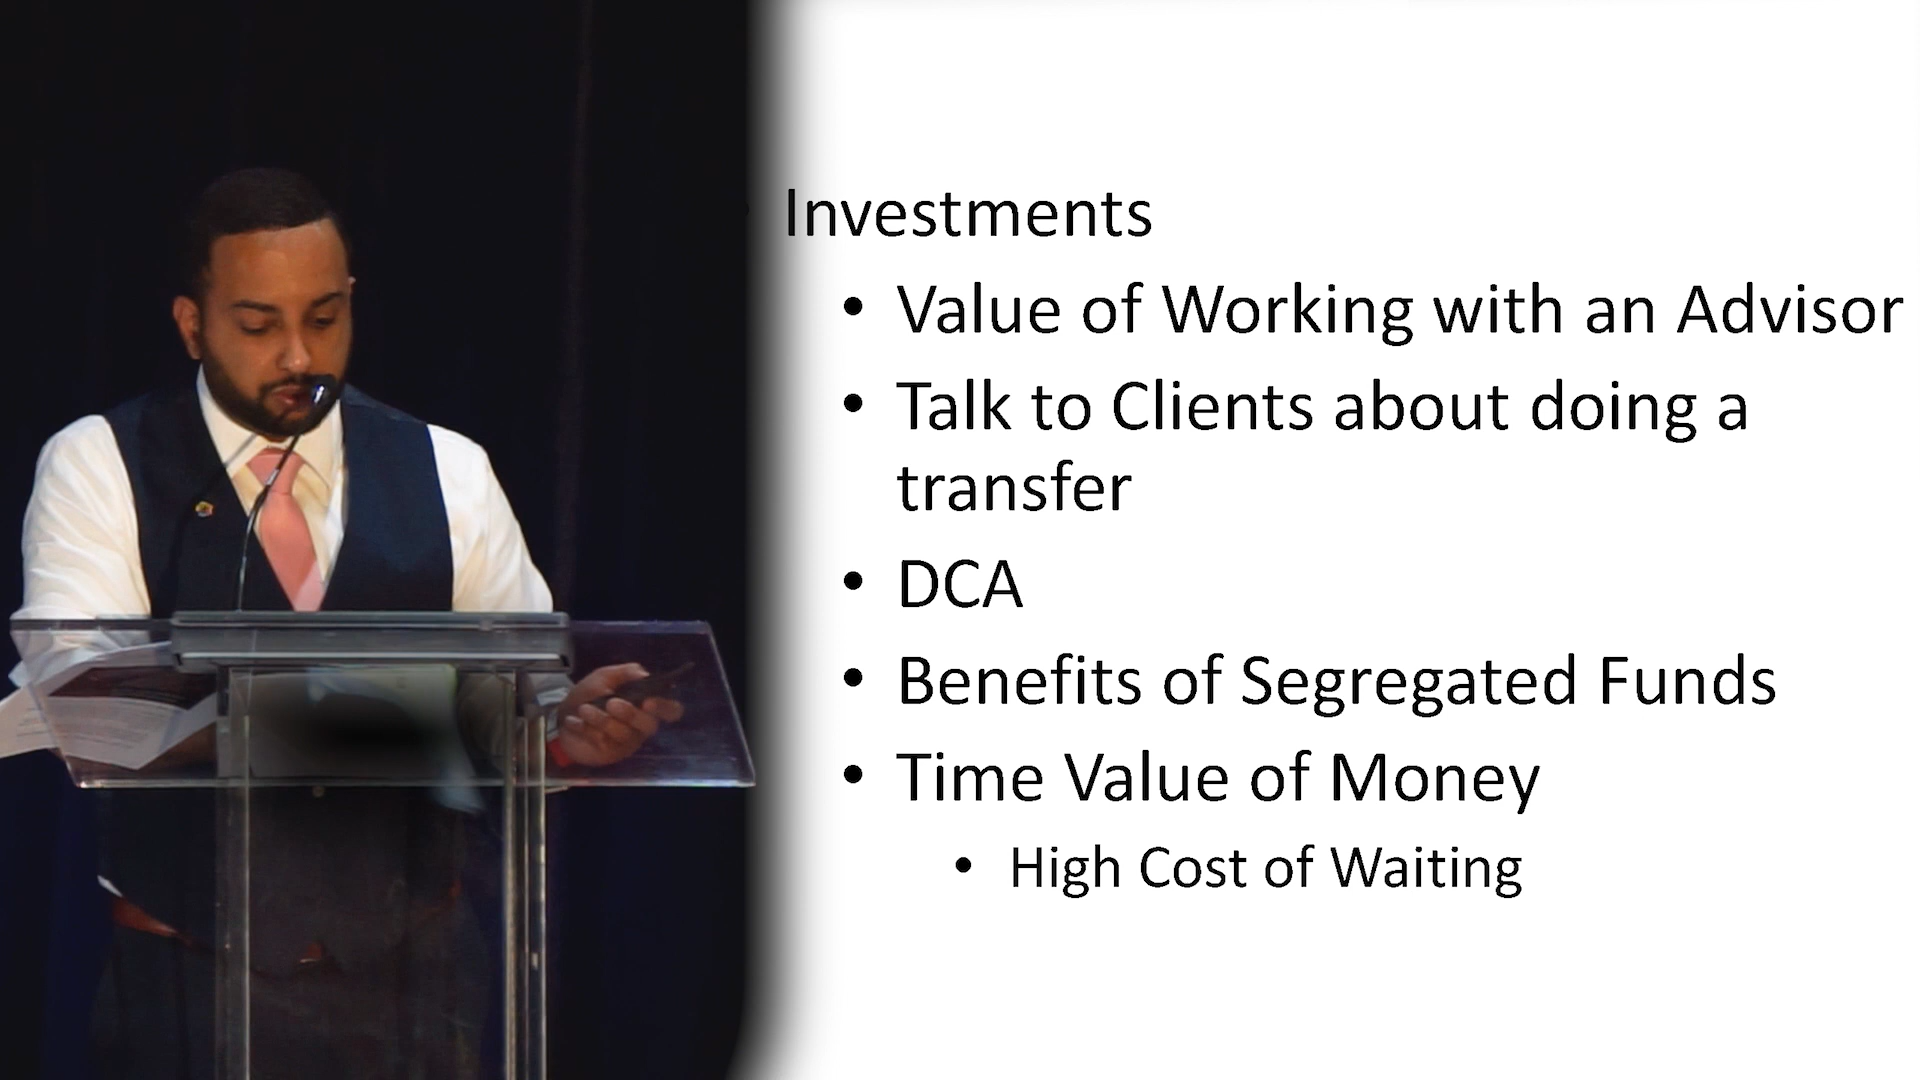 Investments
• Value of Working with an Advisor
• Talk to Clients about doing a
transfer
• DCA
• Benefits of Segregated Funds
• Time Value of Money
• High Cost of Waiting